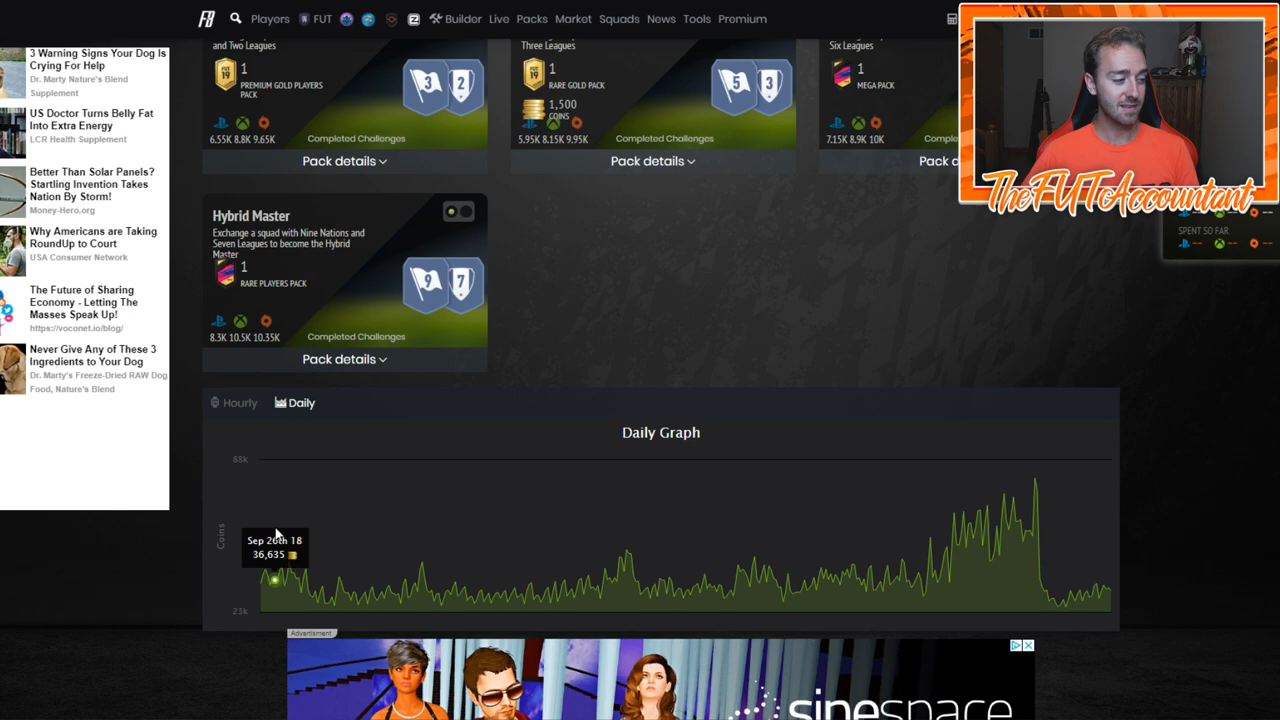 FB Players FUT Builder Live Packs Market Squads News Tools Premium
3 Warning Signs Your Dog Is
Crying For Help
Dr. Marty Nature's Blend
Supplement
US Doctor Turns Belly Fat
Into Extra Energy
LCR Health Supplement
Better Than Solar Panels?
Startling Invention Takes
Nation By Storm!
Money-Hero.org
Why Americans are Taking
RoundUp to Court
USA Consumer Network
The Future of Sharing
Economy - Letting The
Masses Speak Up!
https://voconet.io/blog/
Never Give Any of These 3
Ingredients to Your Dog
Dr. Marty's Freeze-Dried RAW Dog
Food, Nature's Blend
and Two Leagues
1
PREMIUM GOLD PLAYERS
PACK
3 2
6.55K 8.8K 9.65K
Completed Challenges
Pack details
Three Leagues
1
RARE GOLD PACK
1,500
COINS
5 3
5.95K 8.15K 9.95K
Completed Challenges
Pack details
Six Leagues
1
MEGA PACK
7.15K 8.9K 10K
Completed Challenges
Pack d
TheFUTAccountant
SPENT SO FAR
Hybrid Master
Exchange a squad with Nine Nations and
Seven Leagues to become the Hybrid
Master
1
RARE PLAYERS PACK
9 7
8.3K 10.5K 10.35K
Completed Challenges
Pack details
Hourly Daily
Daily Graph
88k
Coins
Sep 26th 18
36,635
23k
Advertisment
sinespace